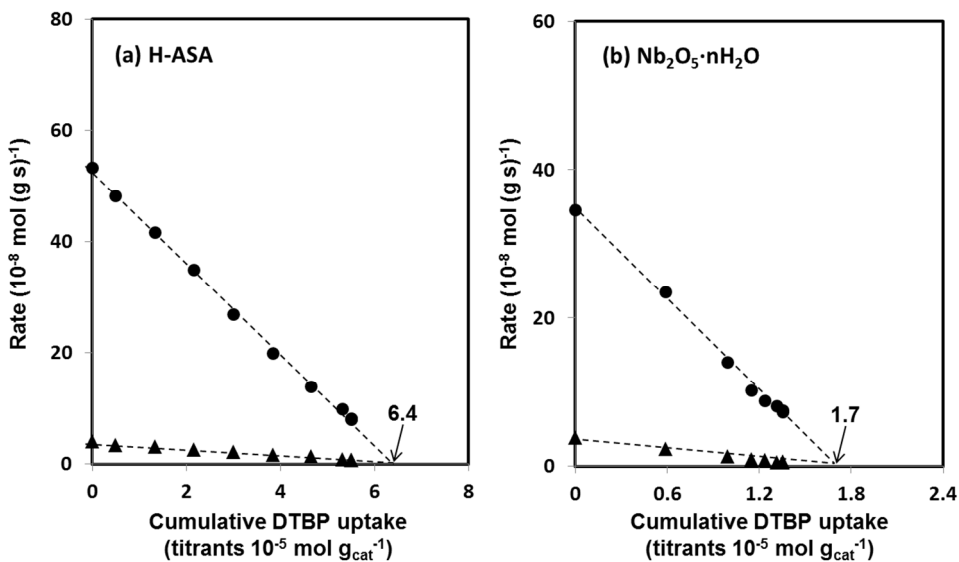 (a) H-ASA
Rate (10⁻⁸ mol (g s)⁻¹
80
60
40
20
0
0 2 4 6 8
6.4
Cumulative DTBP uptake
(titrants 10⁻⁵ mol g_cat⁻¹)
(b) Nb₂O₅·nH₂O
Rate (10⁻⁸ mol (g s)⁻¹
60
40
20
0
0 0.6 1.2 1.8 2.4
1.7
Cumulative DTBP uptake
(titrants 10⁻⁵ mol g_cat⁻¹)